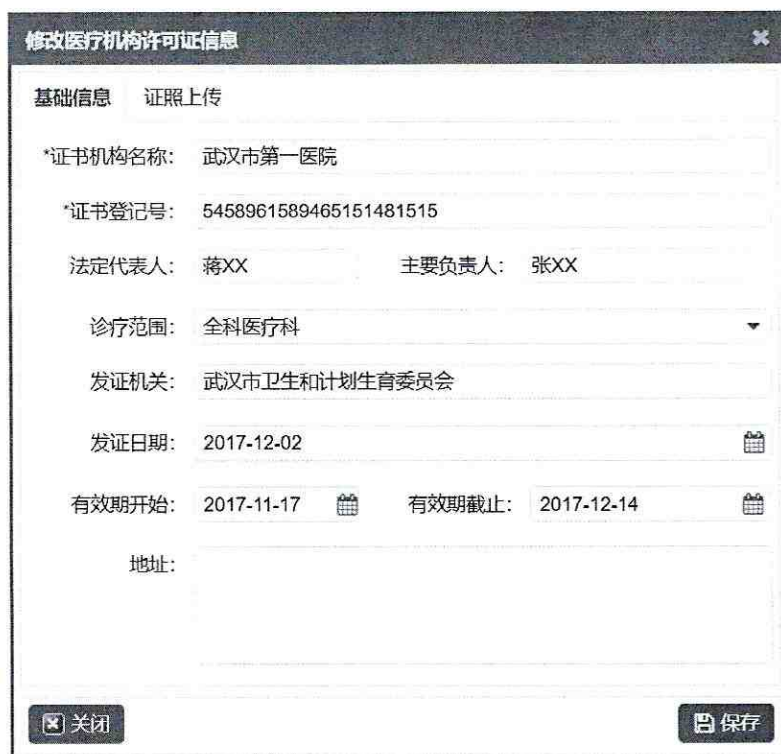 修改医疗机构许可证信息
基础信息 证照上传
*证书机构名称： 武汉市第一医院
*证书登记号： 5458961589465151481515
法定代表人： 蒋XX 主要负责人： 张XX
诊疗范围： 全科医疗科
发证机关： 武汉市卫生和计划生育委员会
发证日期： 2017-12-02
有效期开始： 2017-11-17 有效期截止： 2017-12-14
地址：
关闭 保存